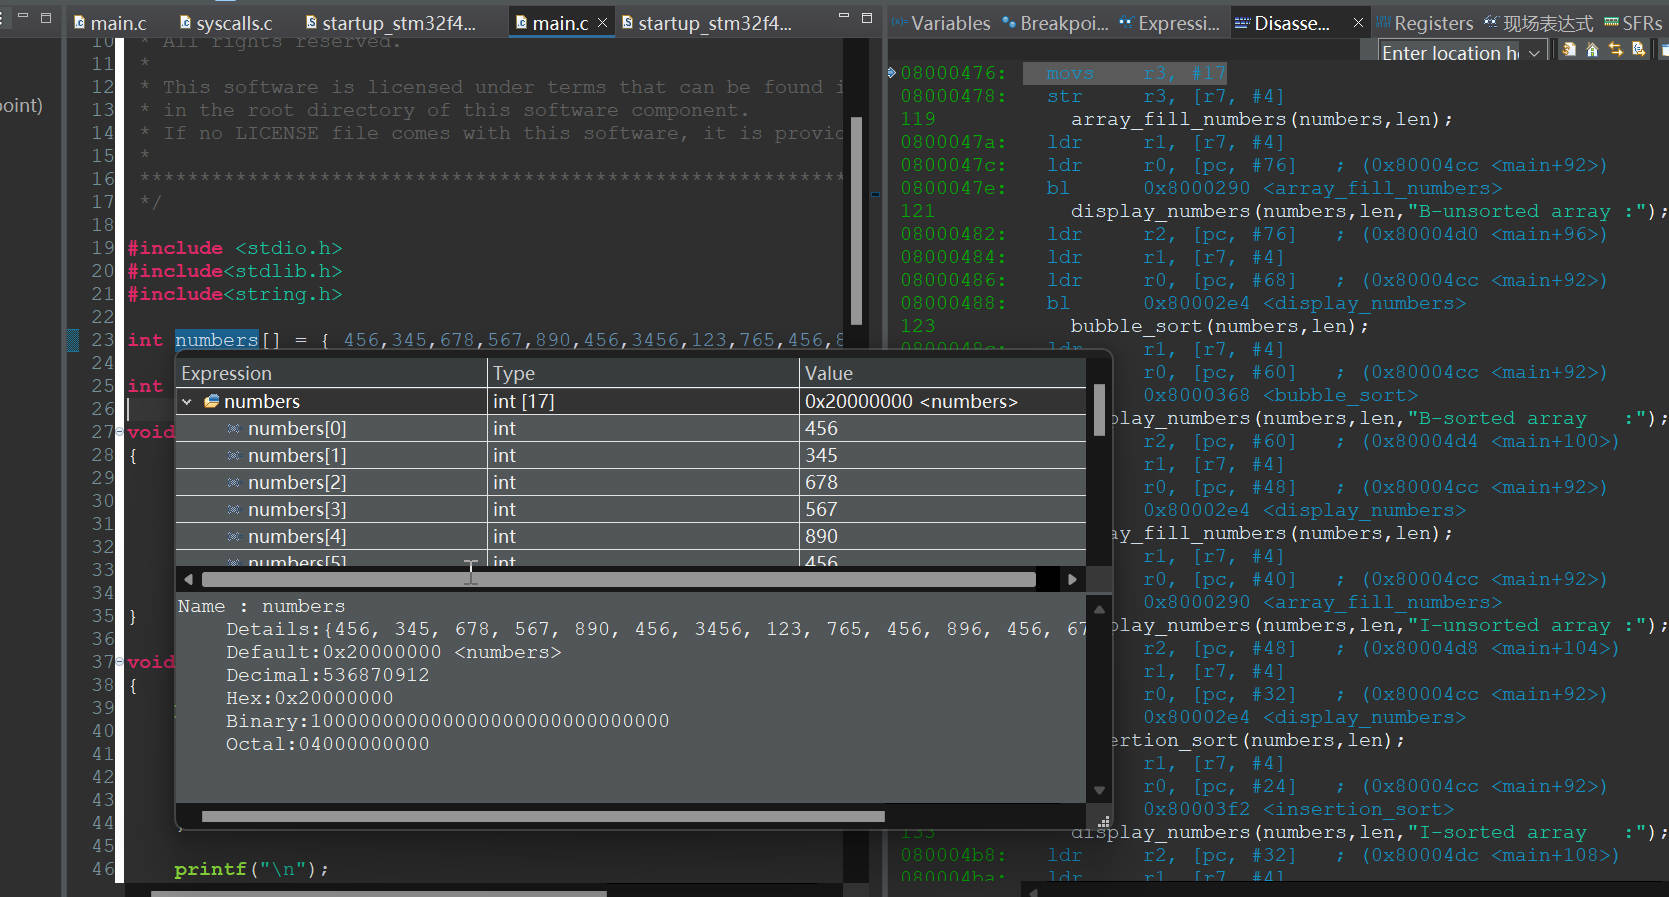 main.c
syscalls.c
startup_stm32f4...
main.c
startup_stm32f4...
Variables
Breakpoi...
Expressi...
Disasse...
Registers
现场表达式
SFRs
Enter location h
point)
10 * All rights reserved.
11 *
12 * This software is licensed under terms that can be found i
13 * in the root directory of this software component.
14 * If no LICENSE file comes with this software, it is provid
15 *
16 ***********************************************************
17 */
18
19 #include <stdio.h>
20 #include<stdlib.h>
21 #include<string.h>
22
23 int numbers[] = { 456,345,678,567,890,456,3456,123,765,456,8
24
25 int
26
27 void
28 {
29
30
31
32
33
34
35 }
36
37 void
38 {
39
40
41
42
43
44
45
46 printf("\n");
Expression Type Value
numbers int [17] 0x20000000 <numbers>
numbers[0] int 456
numbers[1] int 345
numbers[2] int 678
numbers[3] int 567
numbers[4] int 890
numbers[5] int 456
Name : numbers
Details:{456, 345, 678, 567, 890, 456, 3456, 123, 765, 456, 896, 456, 67
Default:0x20000000 <numbers>
Decimal:536870912
Hex:0x20000000
Binary:100000000000000000000000000000
Octal:04000000000
08000476: movs r3, #17
08000478: str r3, [r7, #4]
119 array_fill_numbers(numbers,len);
0800047a: ldr r1, [r7, #4]
0800047c: ldr r0, [pc, #76] ; (0x80004cc <main+92>)
0800047e: bl 0x8000290 <array_fill_numbers>
121 display_numbers(numbers,len,"B-unsorted array :");
08000482: ldr r2, [pc, #76] ; (0x80004d0 <main+96>)
08000484: ldr r1, [r7, #4]
08000486: ldr r0, [pc, #68] ; (0x80004cc <main+92>)
08000488: bl 0x80002e4 <display_numbers>
123 bubble_sort(numbers,len);
0800048c: ldr r1, [r7, #4]
r0, [pc, #60] ; (0x80004cc <main+92>)
0x8000368 <bubble_sort>
play_numbers(numbers,len,"B-sorted array :");
r2, [pc, #60] ; (0x80004d4 <main+100>)
r1, [r7, #4]
r0, [pc, #48] ; (0x80004cc <main+92>)
0x80002e4 <display_numbers>
ay_fill_numbers(numbers,len);
r1, [r7, #4]
r0, [pc, #40] ; (0x80004cc <main+92>)
0x8000290 <array_fill_numbers>
play_numbers(numbers,len,"I-unsorted array :");
r2, [pc, #48] ; (0x80004d8 <main+104>)
r1, [r7, #4]
r0, [pc, #32] ; (0x80004cc <main+92>)
0x80002e4 <display_numbers>
ertion_sort(numbers,len);
r1, [r7, #4]
r0, [pc, #24] ; (0x80004cc <main+92>)
0x80003f2 <insertion_sort>
133 display_numbers(numbers,len,"I-sorted array :");
080004b8: ldr r2, [pc, #32] ; (0x80004dc <main+108>)
080004ba: ldr r1, [r7, #4]